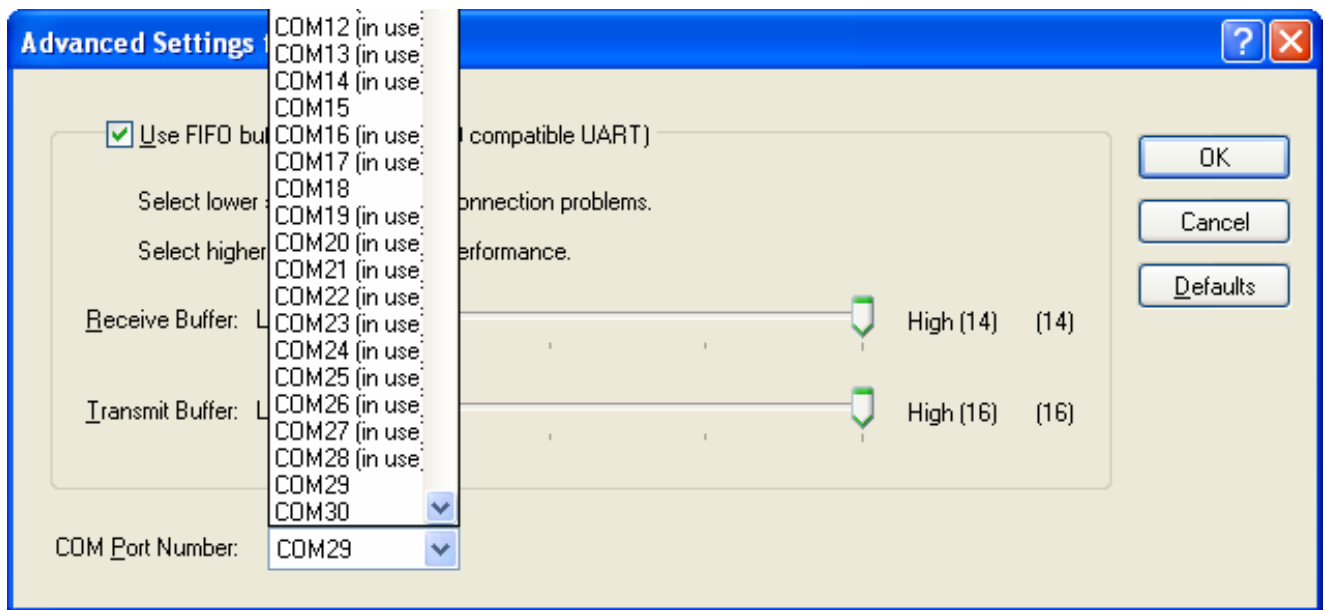 Advanced Settings
COM12 (in use)
COM13 (in use)
COM14 (in use)
COM15
COM16 (in use)
COM17 (in use)
COM18
COM19 (in use)
COM20 (in use)
COM21 (in use)
COM22 (in use)
COM23 (in use)
COM24 (in use)
COM25 (in use)
COM26 (in use)
COM27 (in use)
COM28 (in use)
COM29
COM30
Use FIFO compatible UART)
Select lower onnection problems.
Select higher erformance.
Receive Buffer: L High (14) (14)
Transmit Buffer: L High (16) (16)
COM Port Number: COM29
OK
Cancel
Defaults